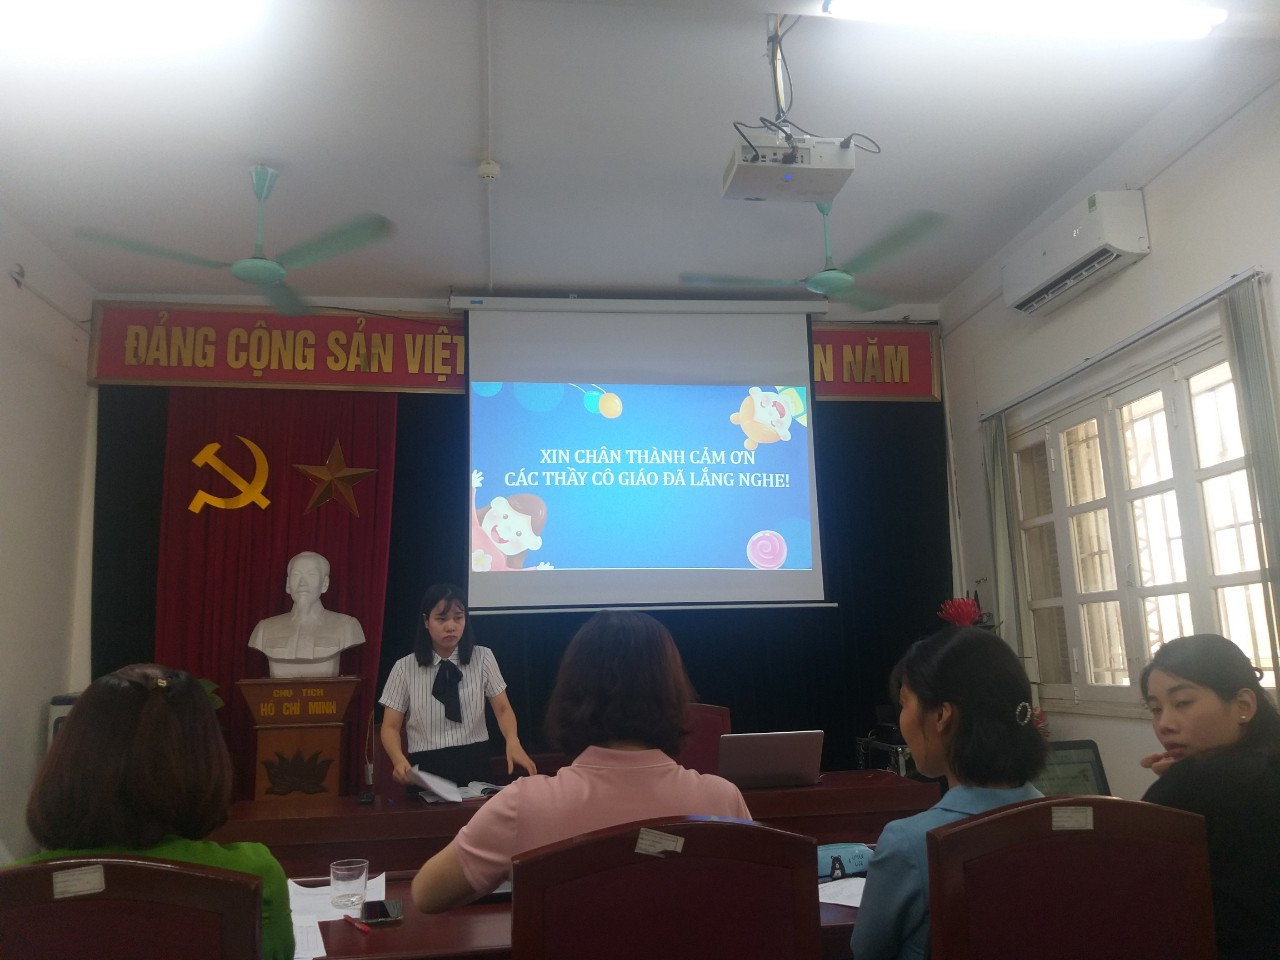 ĐẢNG CỘNG SẢN VIỆT
N NĂM
XIN CHÂN THÀNH CẢM ƠN
CÁC THẦY CÔ GIÁO ĐÃ LẮNG NGHE!
CHỦ TỊCH
HỒ CHÍ MINH